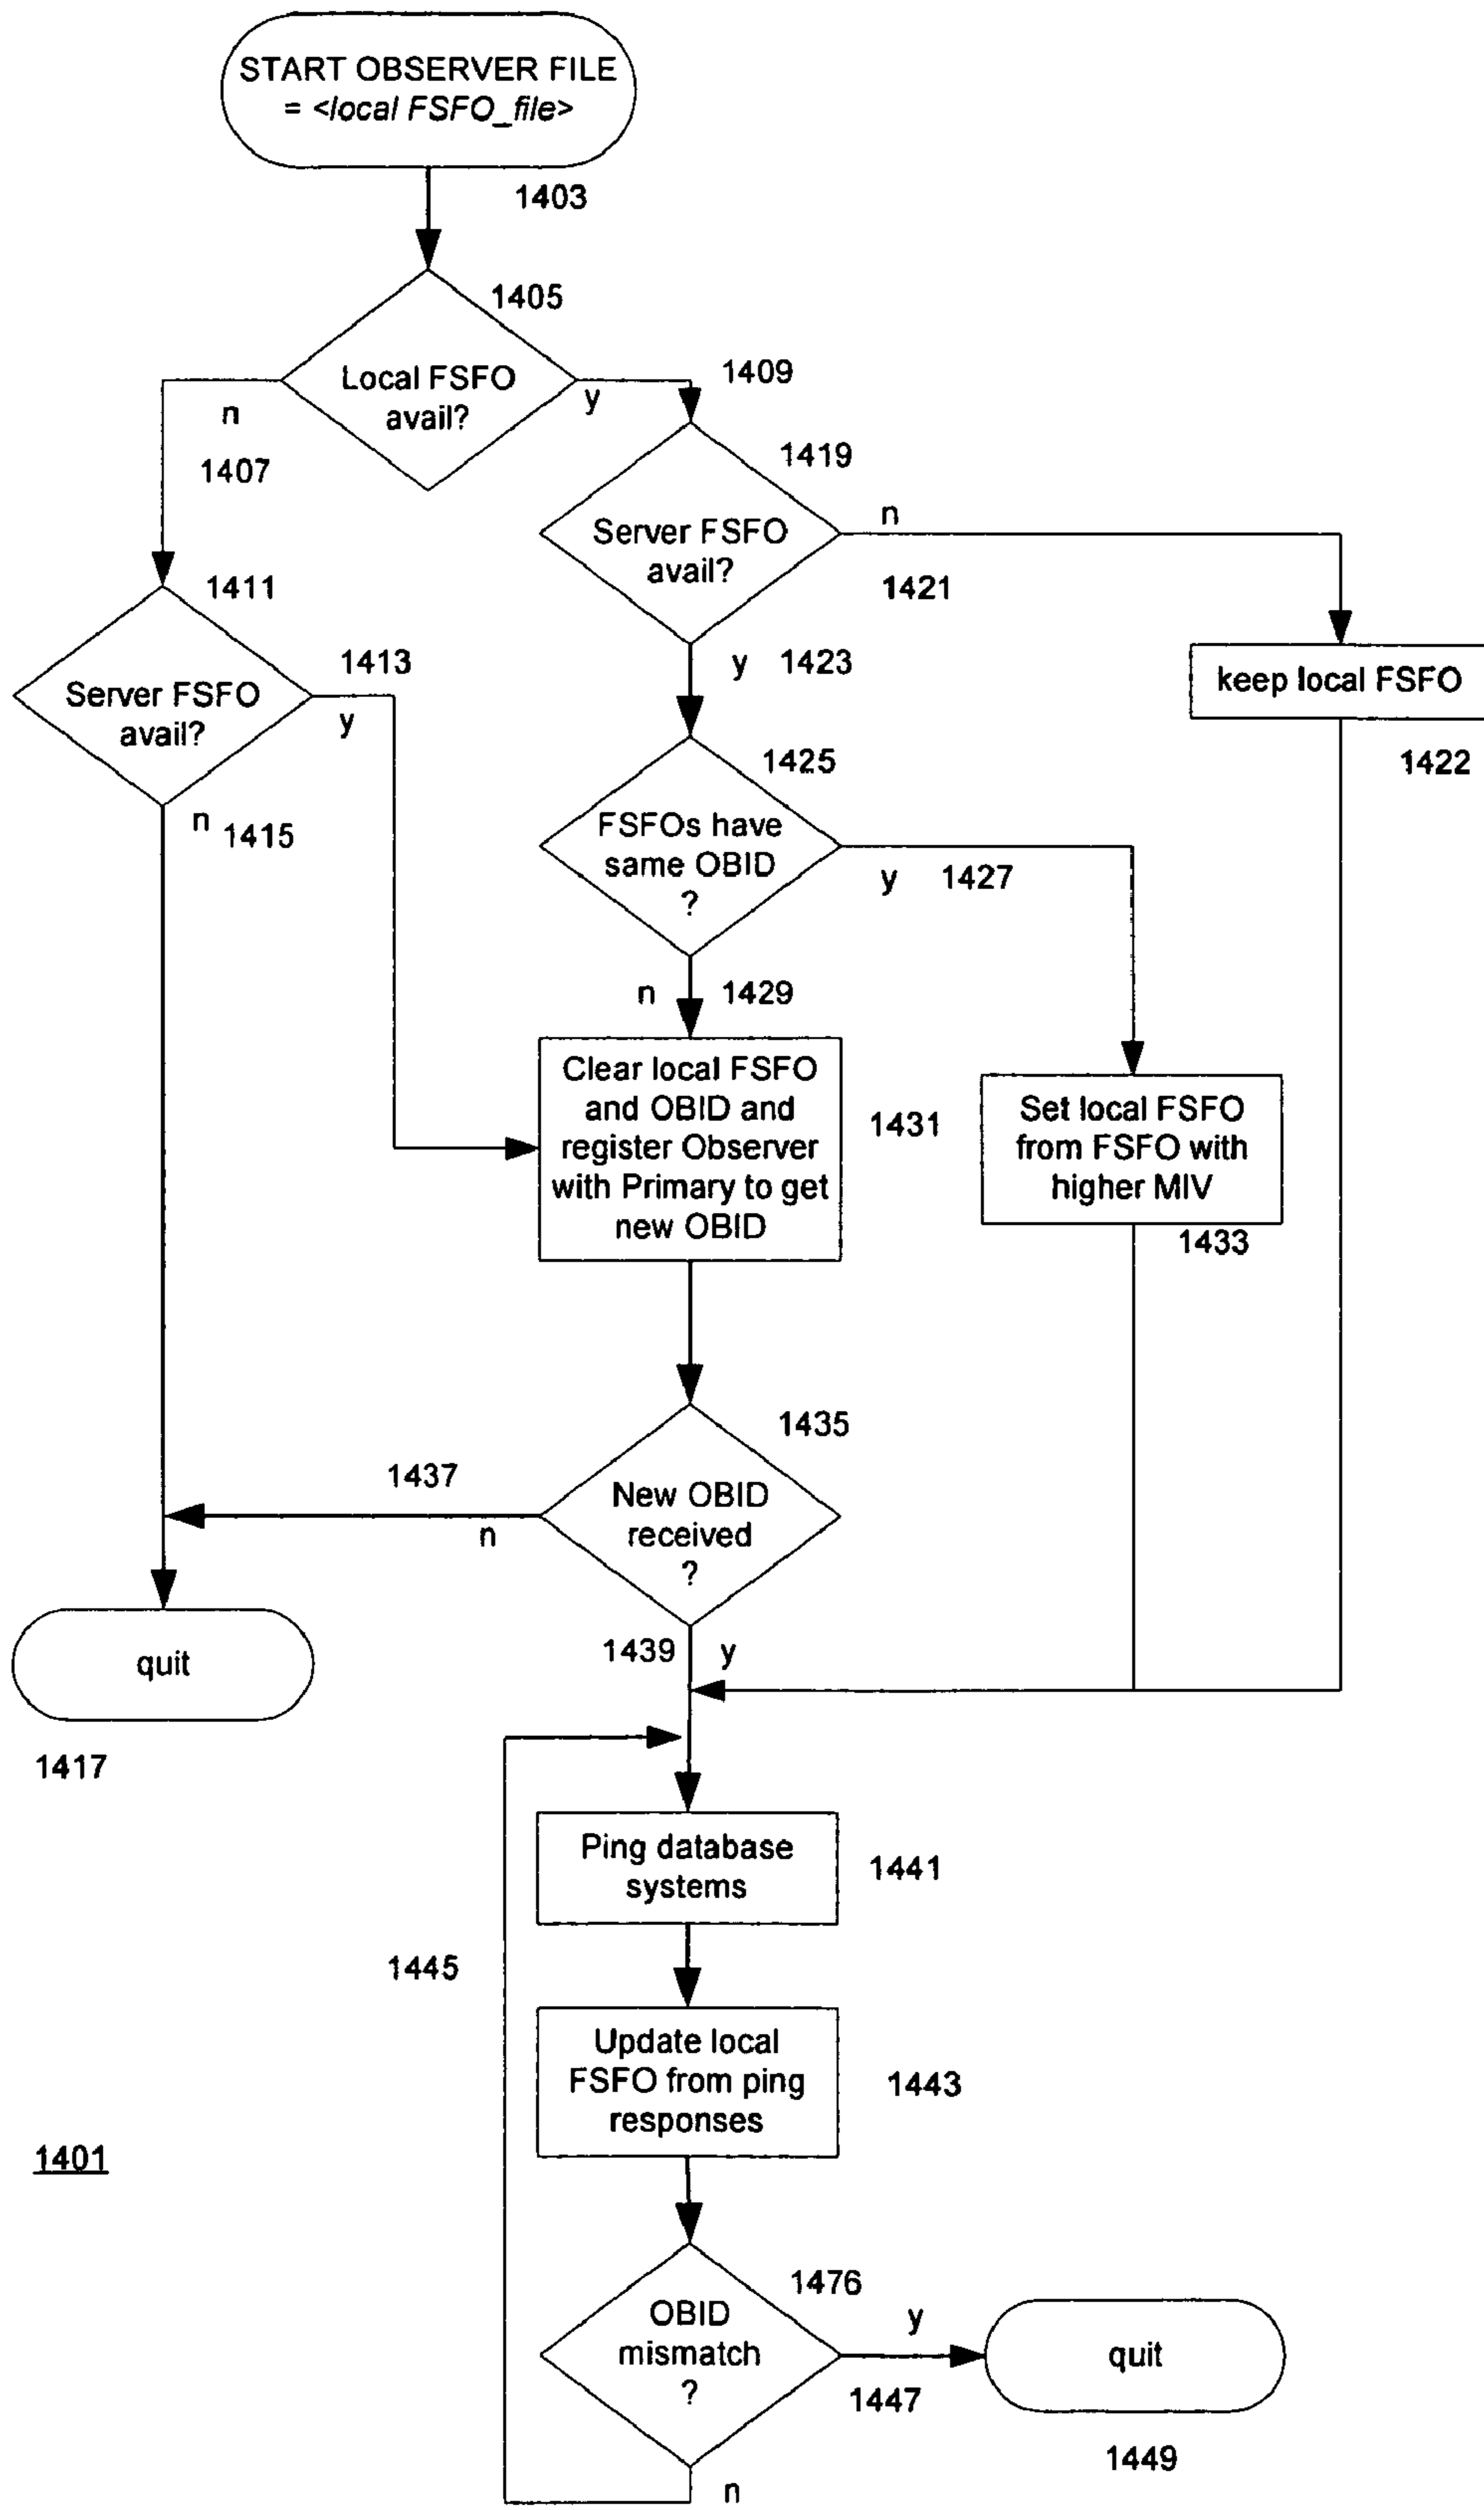 START OBSERVER FILE
= <local FSFO_file>
1403
1405
Local FSFO
avail?
n
1407
y
1409
1419
Server FSFO
avail?
n
1421
1411
Server FSFO
avail?
1413
y
n
1415
y
1423
keep local FSFO
1422
1425
FSFOs have
same OBID
?
y
1427
n
1429
Clear local FSFO
and OBID and
register Observer
with Primary to get
new OBID
1431
Set local FSFO
from FSFO with
higher MIV
1433
1435
New OBID
received
?
1437
n
1439
y
quit
1417
Ping database
systems
1441
1445
Update local
FSFO from ping
responses
1443
1401
1476
OBID
mismatch
?
y
1447
quit
1449
n